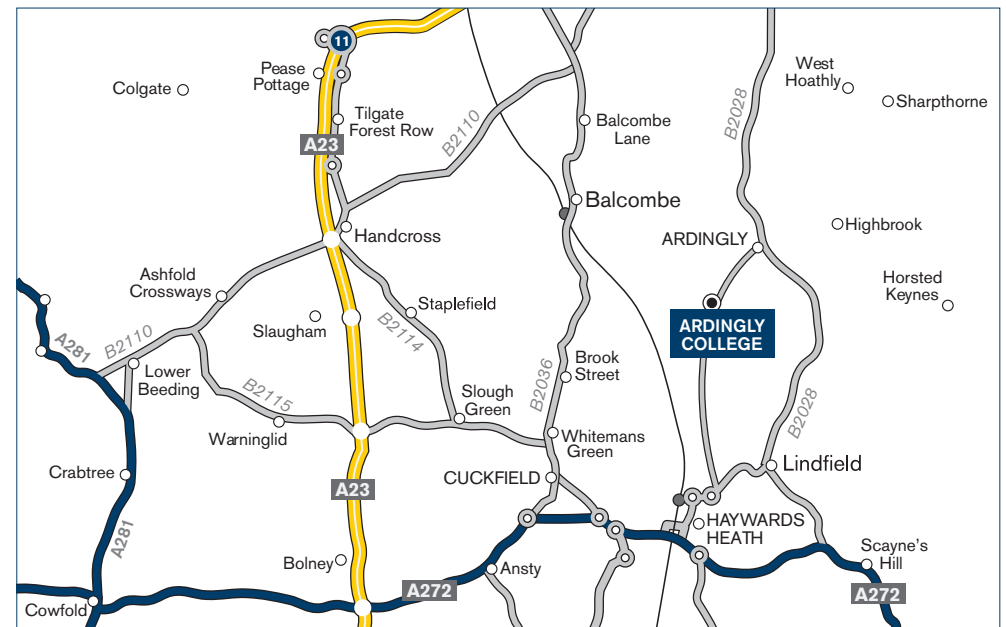 11
Pease
Pottage
Colgate
West
Hoathly
Sharpthorne
Tilgate
Forest Row
B2110
Balcombe
Lane
B2028
A23
Balcombe
Highbrook
ARDINGLY
Handcross
Ashfold
Crossways
Horsted
Keynes
Staplefield
Slaugham
ARDINGLY
COLLEGE
A281
B2110
B2114
Lower
Beeding
Brook
Street
B2036
B2115
Slough
Green
B2028
Warninglid
Whitemans
Green
Lindfield
Crabtree
CUCKFIELD
A23
A281
HAYWARDS
HEATH
Bolney
Ansty
Scayne's
Hill
A272
A272
Cowfold